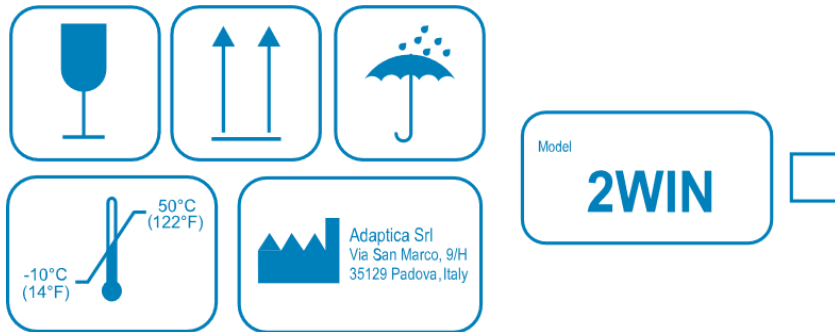 Model
2WIN
50°C
(122°F)
-10°C
(14°F)
Adaptica Srl
Via San Marco, 9/H
35129 Padova, Italy